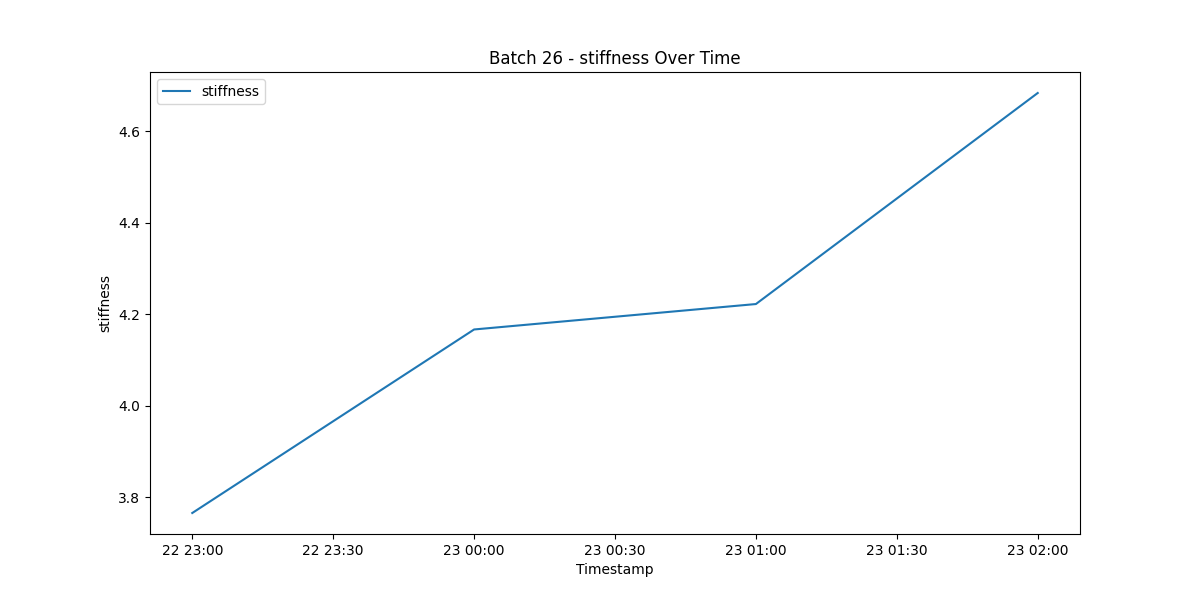 Batch 26 - stiffness Over Time
stiffness
4.6
4.4
4.2
4.0
3.8
stiffness
22 23:00 22 23:30 23 00:00 23 00:30 23 01:00 23 01:30 23 02:00
Timestamp